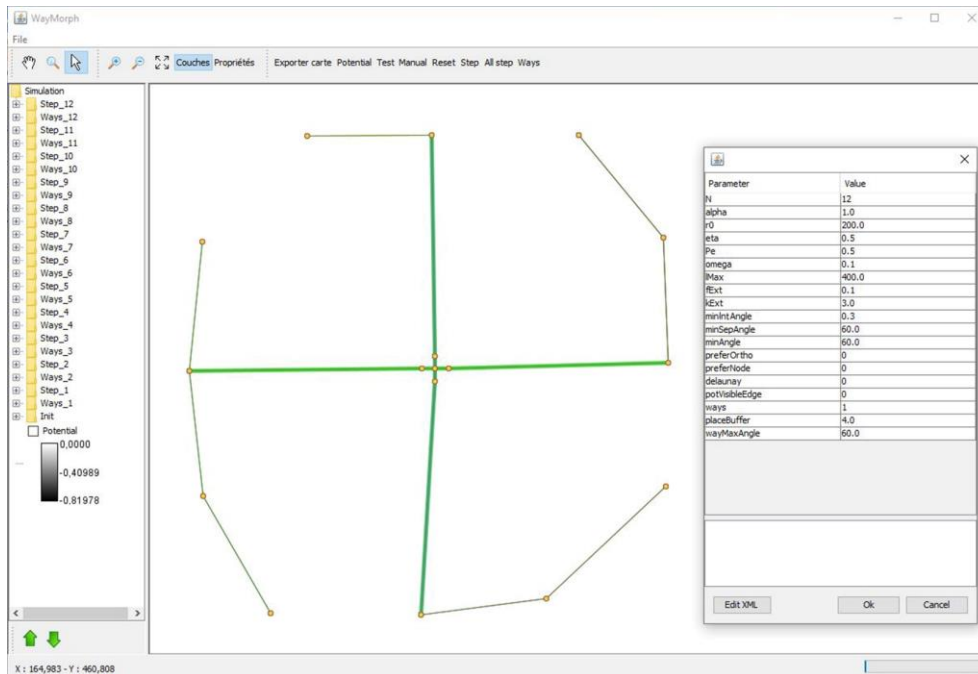 WayMorph
File
Couches Propriétés Exporter carte Potential Test Manual Reset Step All step Ways
Simulation
Step_12
Ways_12
Step_11
Ways_11
Step_10
Ways_10
Step_9
Ways_9
Step_8
Ways_8
Step_7
Ways_7
Step_6
Ways_6
Step_5
Ways_5
Step_4
Ways_4
Step_3
Ways_3
Step_2
Ways_2
Step_1
Ways_1
Init
Potential
0,0000
-0,40989
-0,81978
Parameter Value
N 12
alpha 1.0
r0 200.0
eta 0.5
Pe 0.5
omega 0.1
lMax 400.0
fExt 0.1
kExt 3.0
minIntAngle 0.3
minSepAngle 60.0
minAngle 60.0
preferOrtho 0
preferNode 0
delaunay 0
potVisibleEdge 0
ways 1
placeBuffer 4.0
wayMaxAngle 60.0
Edit XML Ok Cancel
X : 164,983 - Y : 460,808